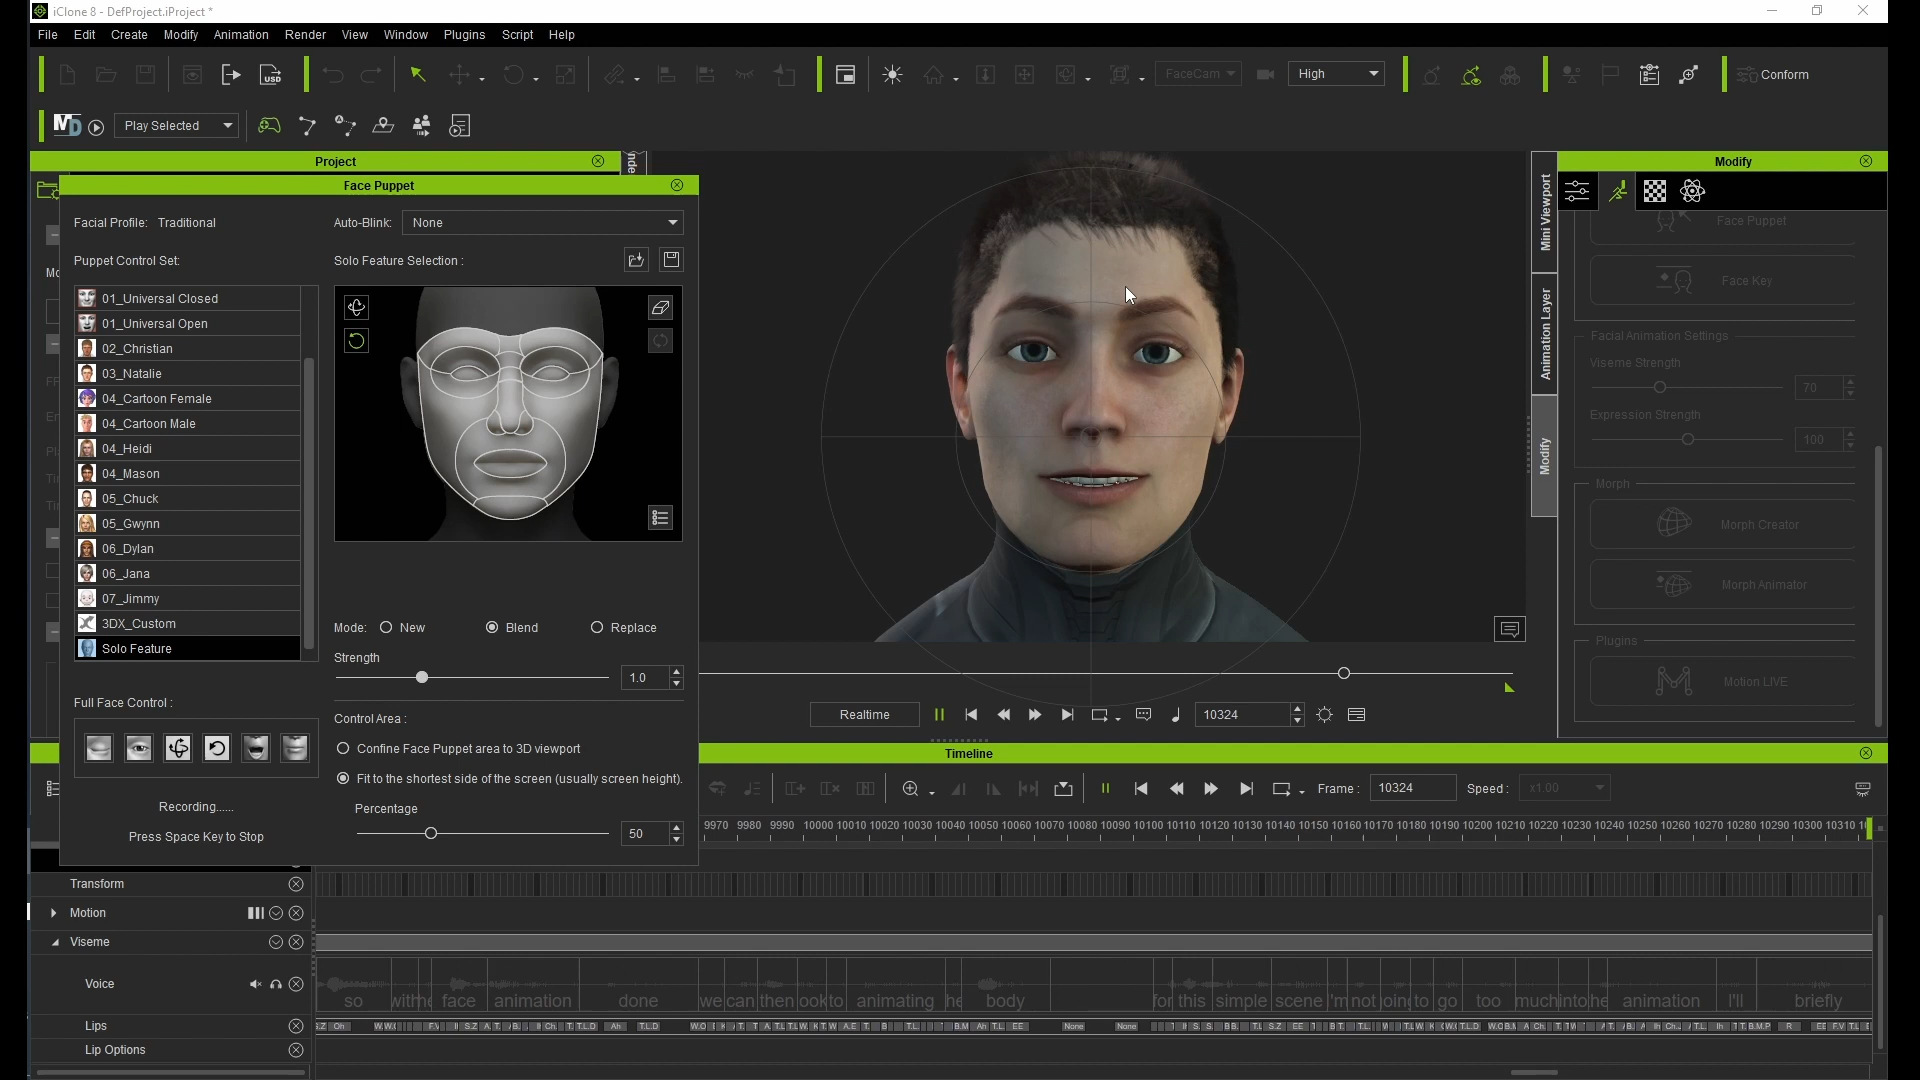 iClone 8 - DefProject.iProject *
File Edit Create Modify Animation Render View Window Plugins Script Help
USD
FaceCam
High
Conform
MD
Play Selected
Project
Modify
Face Puppet
Facial Profile: Traditional
Auto-Blink: None
Puppet Control Set:
Solo Feature Selection :
01_Universal Closed
01_Universal Open
02_Christian
03_Natalie
04_Cartoon Female
04_Cartoon Male
04_Heidi
04_Mason
05_Chuck
05_Gwynn
06_Dylan
06_Jana
07_Jimmy
3DX_Custom
Solo Feature
Mode: New Blend Replace
Strength
1.0
Full Face Control :
Control Area :
Confine Face Puppet area to 3D viewport
Fit to the shortest side of the screen (usually screen height).
Percentage
50
Recording......
Press Space Key to Stop
Mini Viewport
Animation Layer
Modify
Face Puppet
Face Key
Facial Animation Settings
Viseme Strength
70
Expression Strength
100
Morph
Morph Creator
Morph Animator
Plugins
Motion LIVE
Realtime
10324
Timeline
Frame : 10324 Speed : x1.00
9970 9980 9990 10000 10010 10020 10030 10040 10050 10060 10070 10080 10090 10100 10110 10120 10130 10140 10150 10160 10170 10180 10190 10200 10210 10220 10230 10240 10250 10260 10270 10280 10290 10300 10310
Transform
Motion
Viseme
Voice
so face animation done we can then to animating body for this simple scene I'm not to go too much into animation I'll briefly
Lips
Lip Options